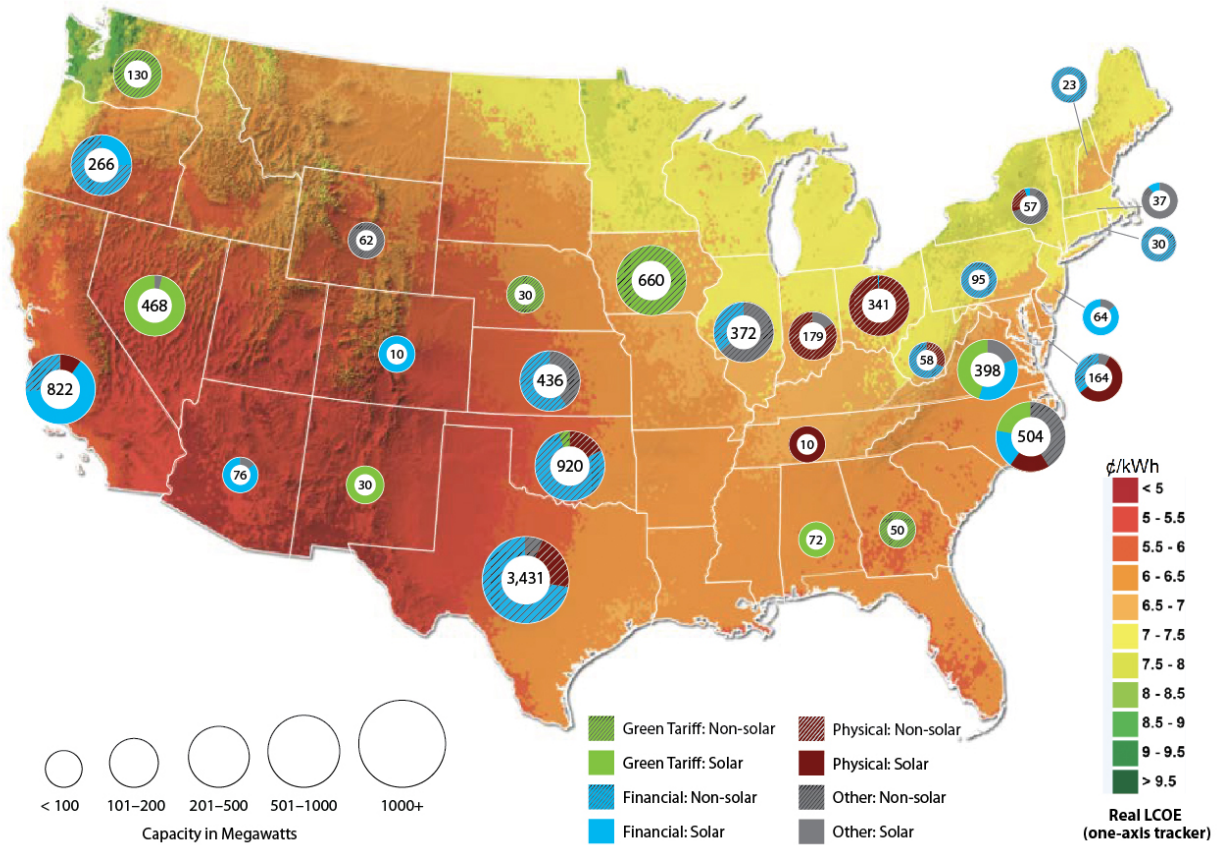 130
23
266
57
37
62
30
468
30
660
95
341
372
179
64
10
58
822
436
398
164
10
504
920
76
30
72
50
3,431
¢/kWh
< 5
5 - 5.5
5.5 - 6
6 - 6.5
6.5 - 7
7 - 7.5
7.5 - 8
8 - 8.5
8.5 - 9
9 - 9.5
> 9.5
Real LCOE
(one-axis tracker)
Green Tariff: Non-solar
Green Tariff: Solar
Financial: Non-solar
Financial: Solar
Physical: Non-solar
Physical: Solar
Other: Non-solar
Other: Solar
< 100
101–200
201–500
501–1000
1000+
Capacity in Megawatts